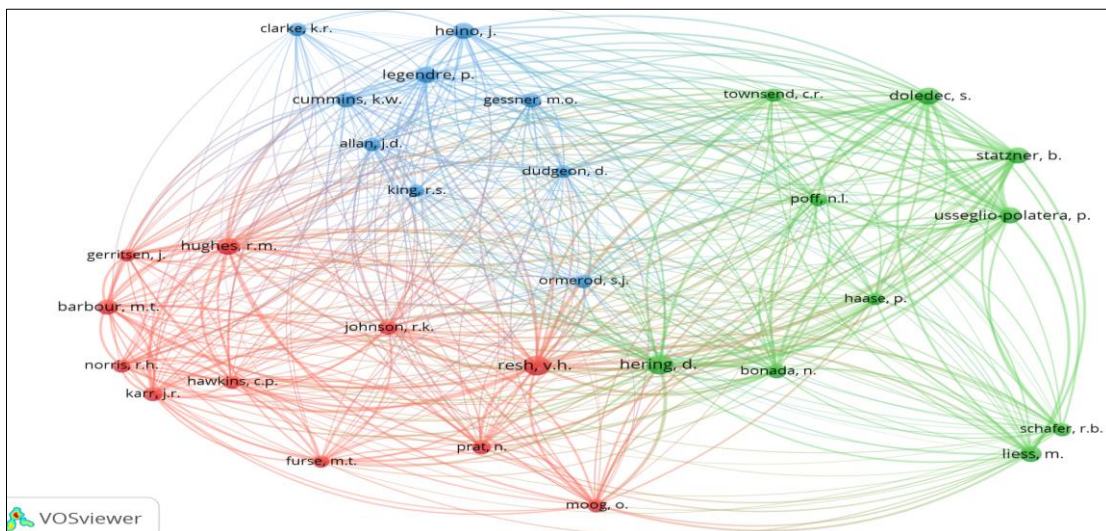 clarke, k.r.
heino, j.
legendre, p.
cummins, k.w.
gessner, m.o.
townsend, c.r.
doledec, s.
allan, j.d.
statzner, b.
dudgeon, d.
king, r.s.
poff, n.l.
usseglio-polatera, p.
hughes, r.m.
gerritsen, j.
ormerod, s.j.
haase, p.
barbour, m.t.
johnson, r.k.
norris, r.h.
resh, v.h.
hering, d.
bonada, n.
hawkins, c.p.
karr, j.r.
schafer, r.b.
prat, n.
liess, m.
furse, m.t.
moog, o.
VOSviewer